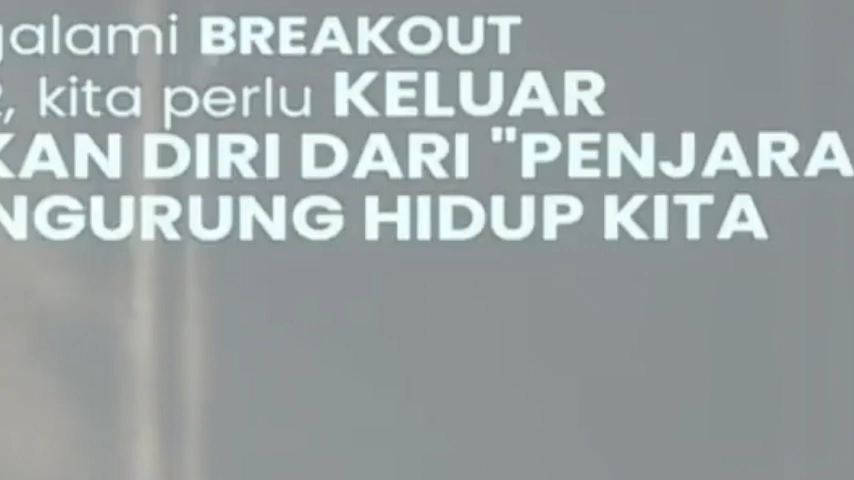 galami BREAKOUT
, kita perlu KELUAR
KAN DIRI DARI "PENJARA
NGURUNG HIDUP KITA